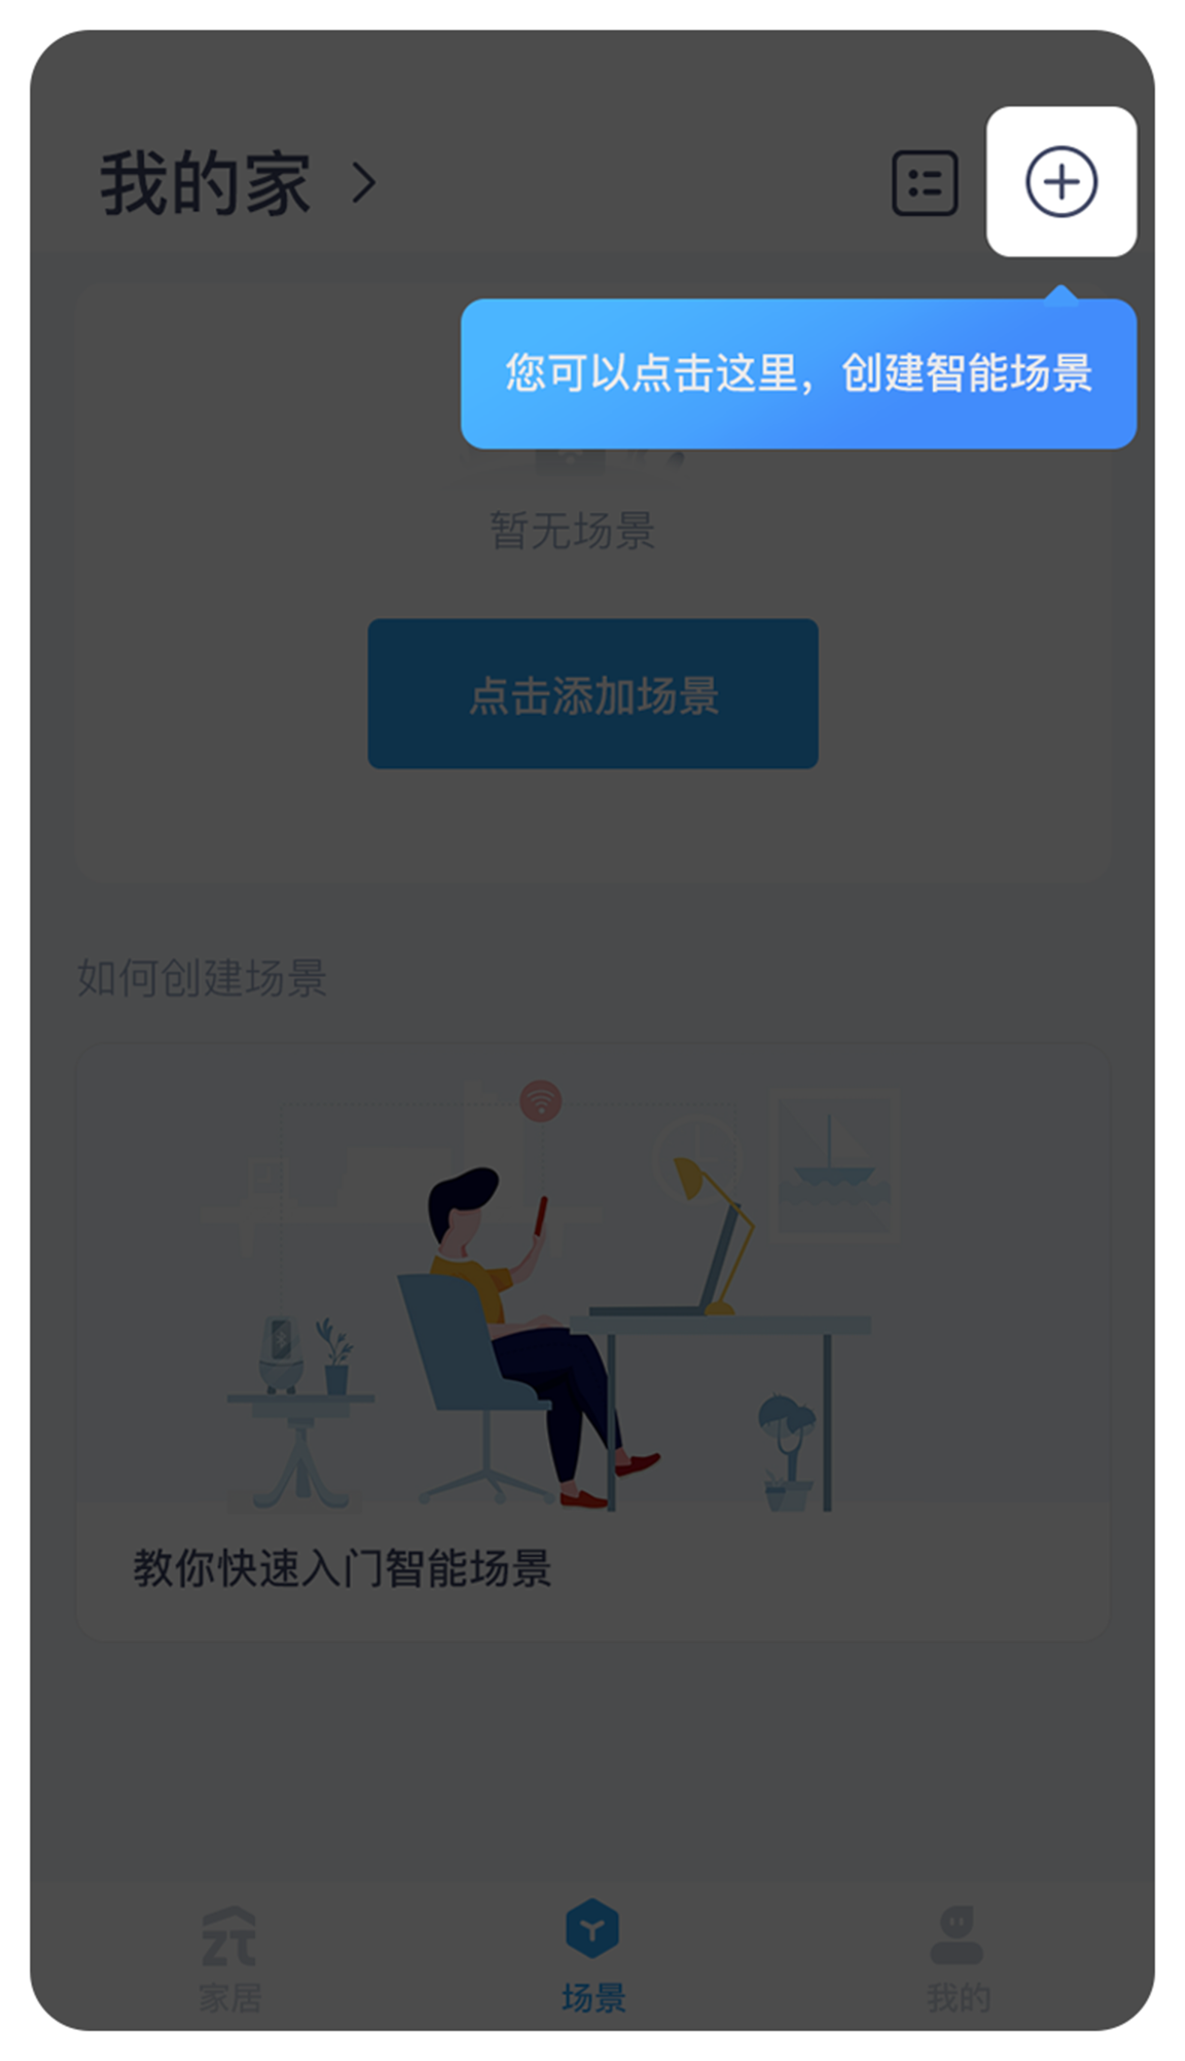 我的家
您可以点击这里，创建智能场景
暂无场景
点击添加场景
如何创建场景
教你快速入门智能场景
zt
家居
场景
我的